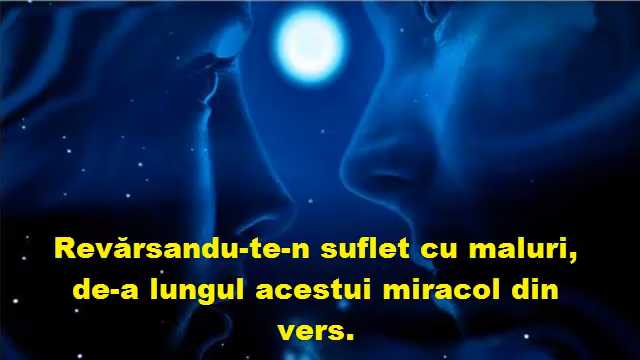 Revărsandu-te-n suflet cu maluri,
de-a lungul acestui miracol din
vers.